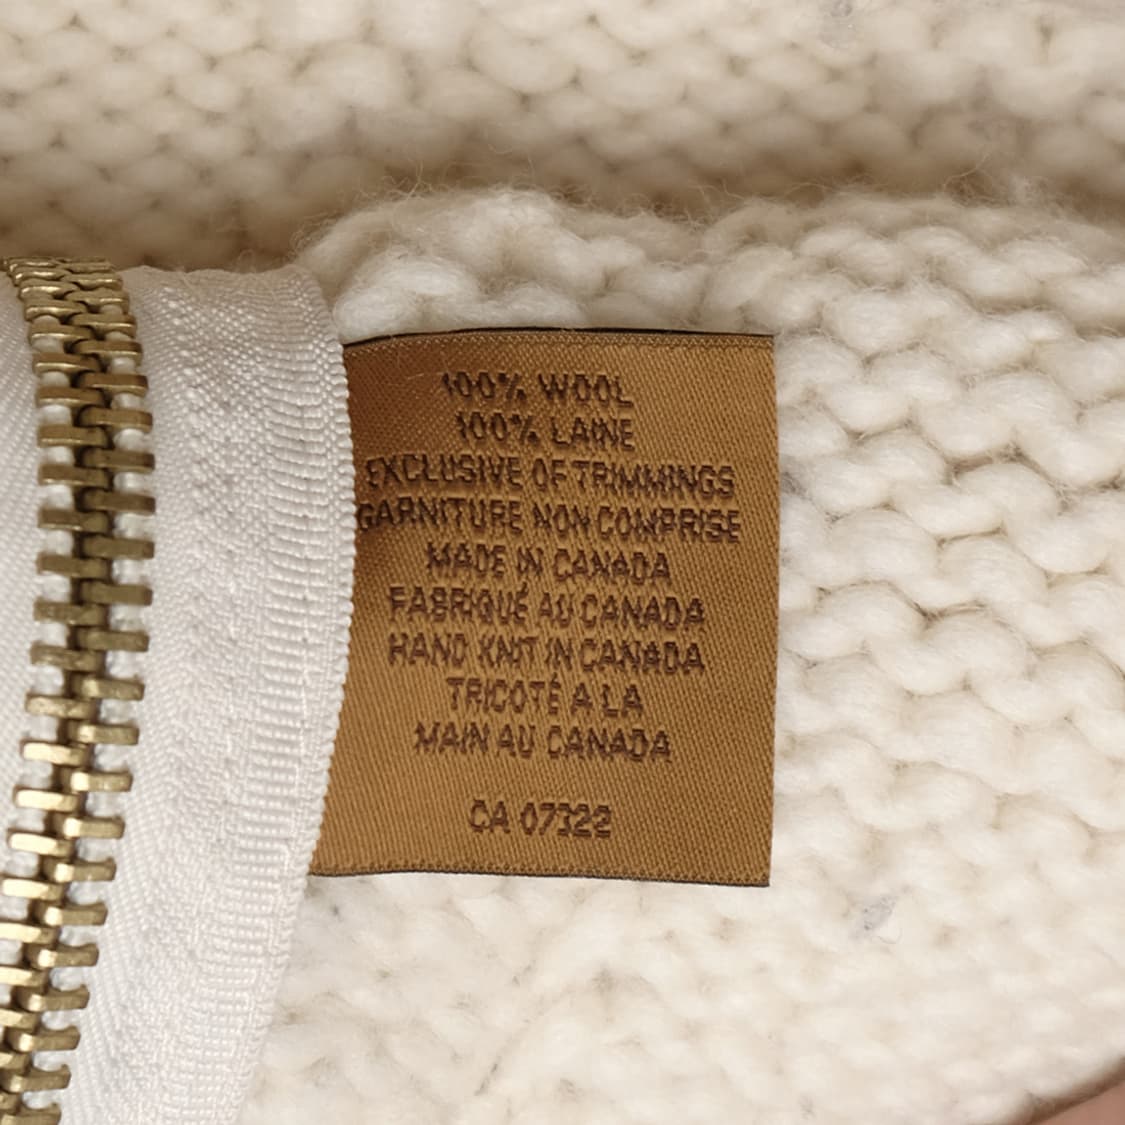 100% WOOL
100% LAINE
EXCLUSIVE OF TRIMMINGS
GARNITURE NON COMPRISE
MADE IN CANADA
FABRIQUÉ AU CANADA
HAND KNIT IN CANADA
TRICOTÉ A LA
MAIN AU CANADA
CA 07322